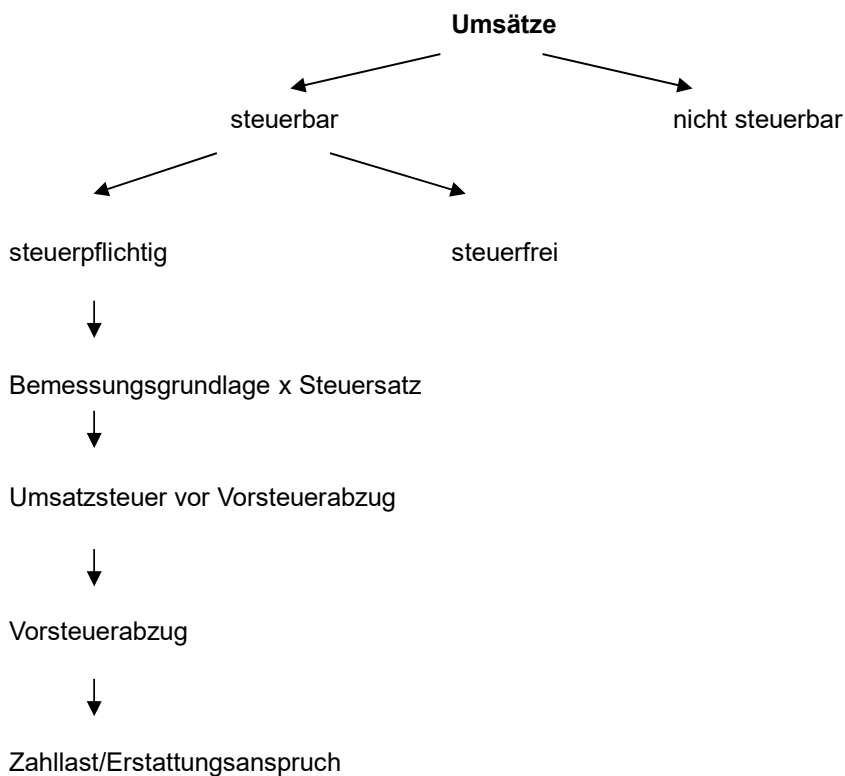 Umsätze
steuerbar nicht steuerbar
steuerpflichtig steuerfrei
Bemessungsgrundlage x Steuersatz
Umsatzsteuer vor Vorsteuerabzug
Vorsteuerabzug
Zahllast/Erstattungsanspruch